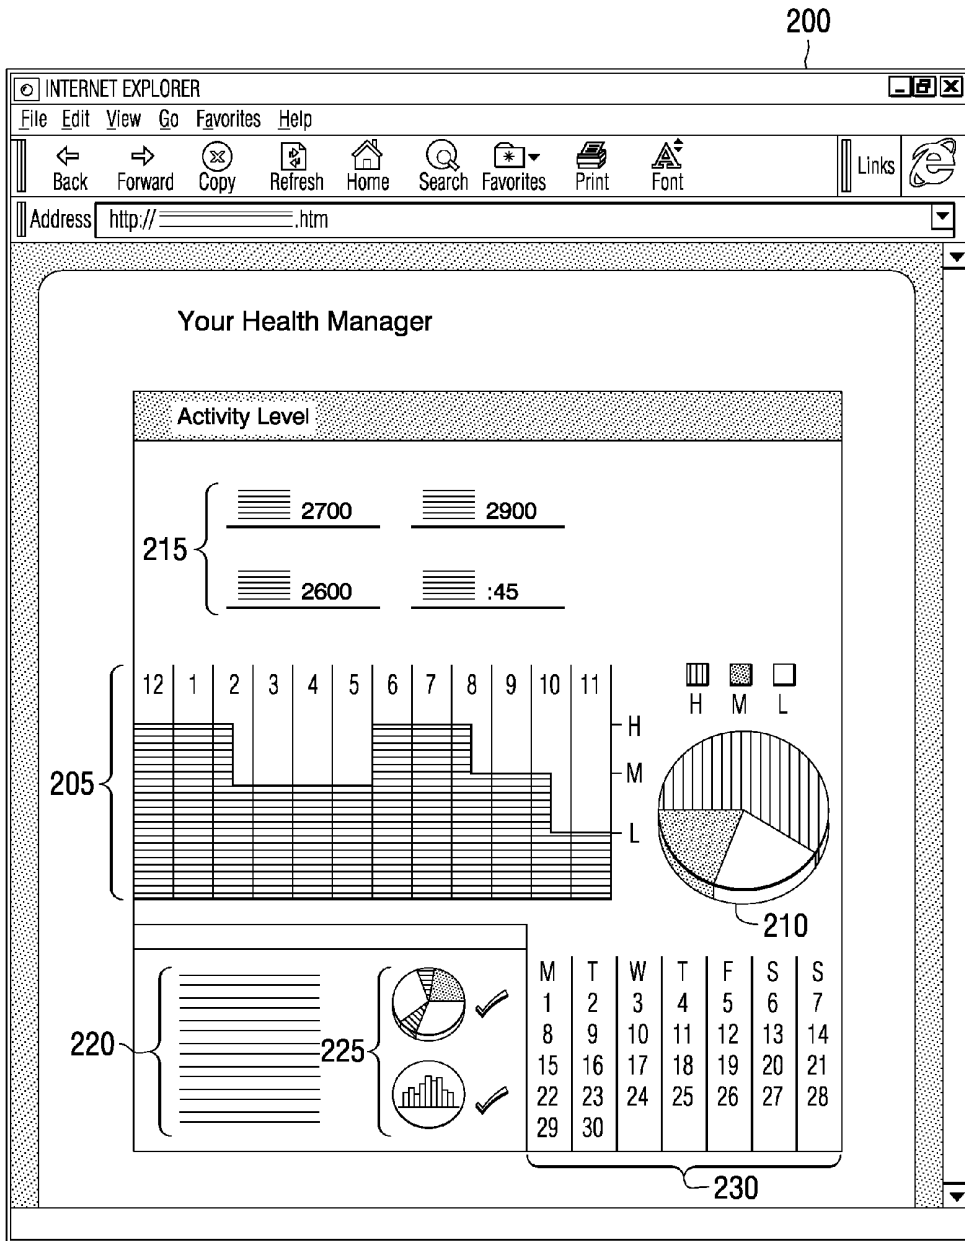 200
INTERNET EXPLORER
File Edit View Go Favorites Help
Back Forward Copy Refresh Home Search Favorites Print Font Links
Address http:// .htm
Your Health Manager
Activity Level
215
2700 2900
2600 :45
205
12 1 2 3 4 5 6 7 8 9 10 11
H
M
L
H M L
210
220
225
M T W T F S S
1 2 3 4 5 6 7
8 9 10 11 12 13 14
15 16 17 18 19 20 21
22 23 24 25 26 27 28
29 30
230